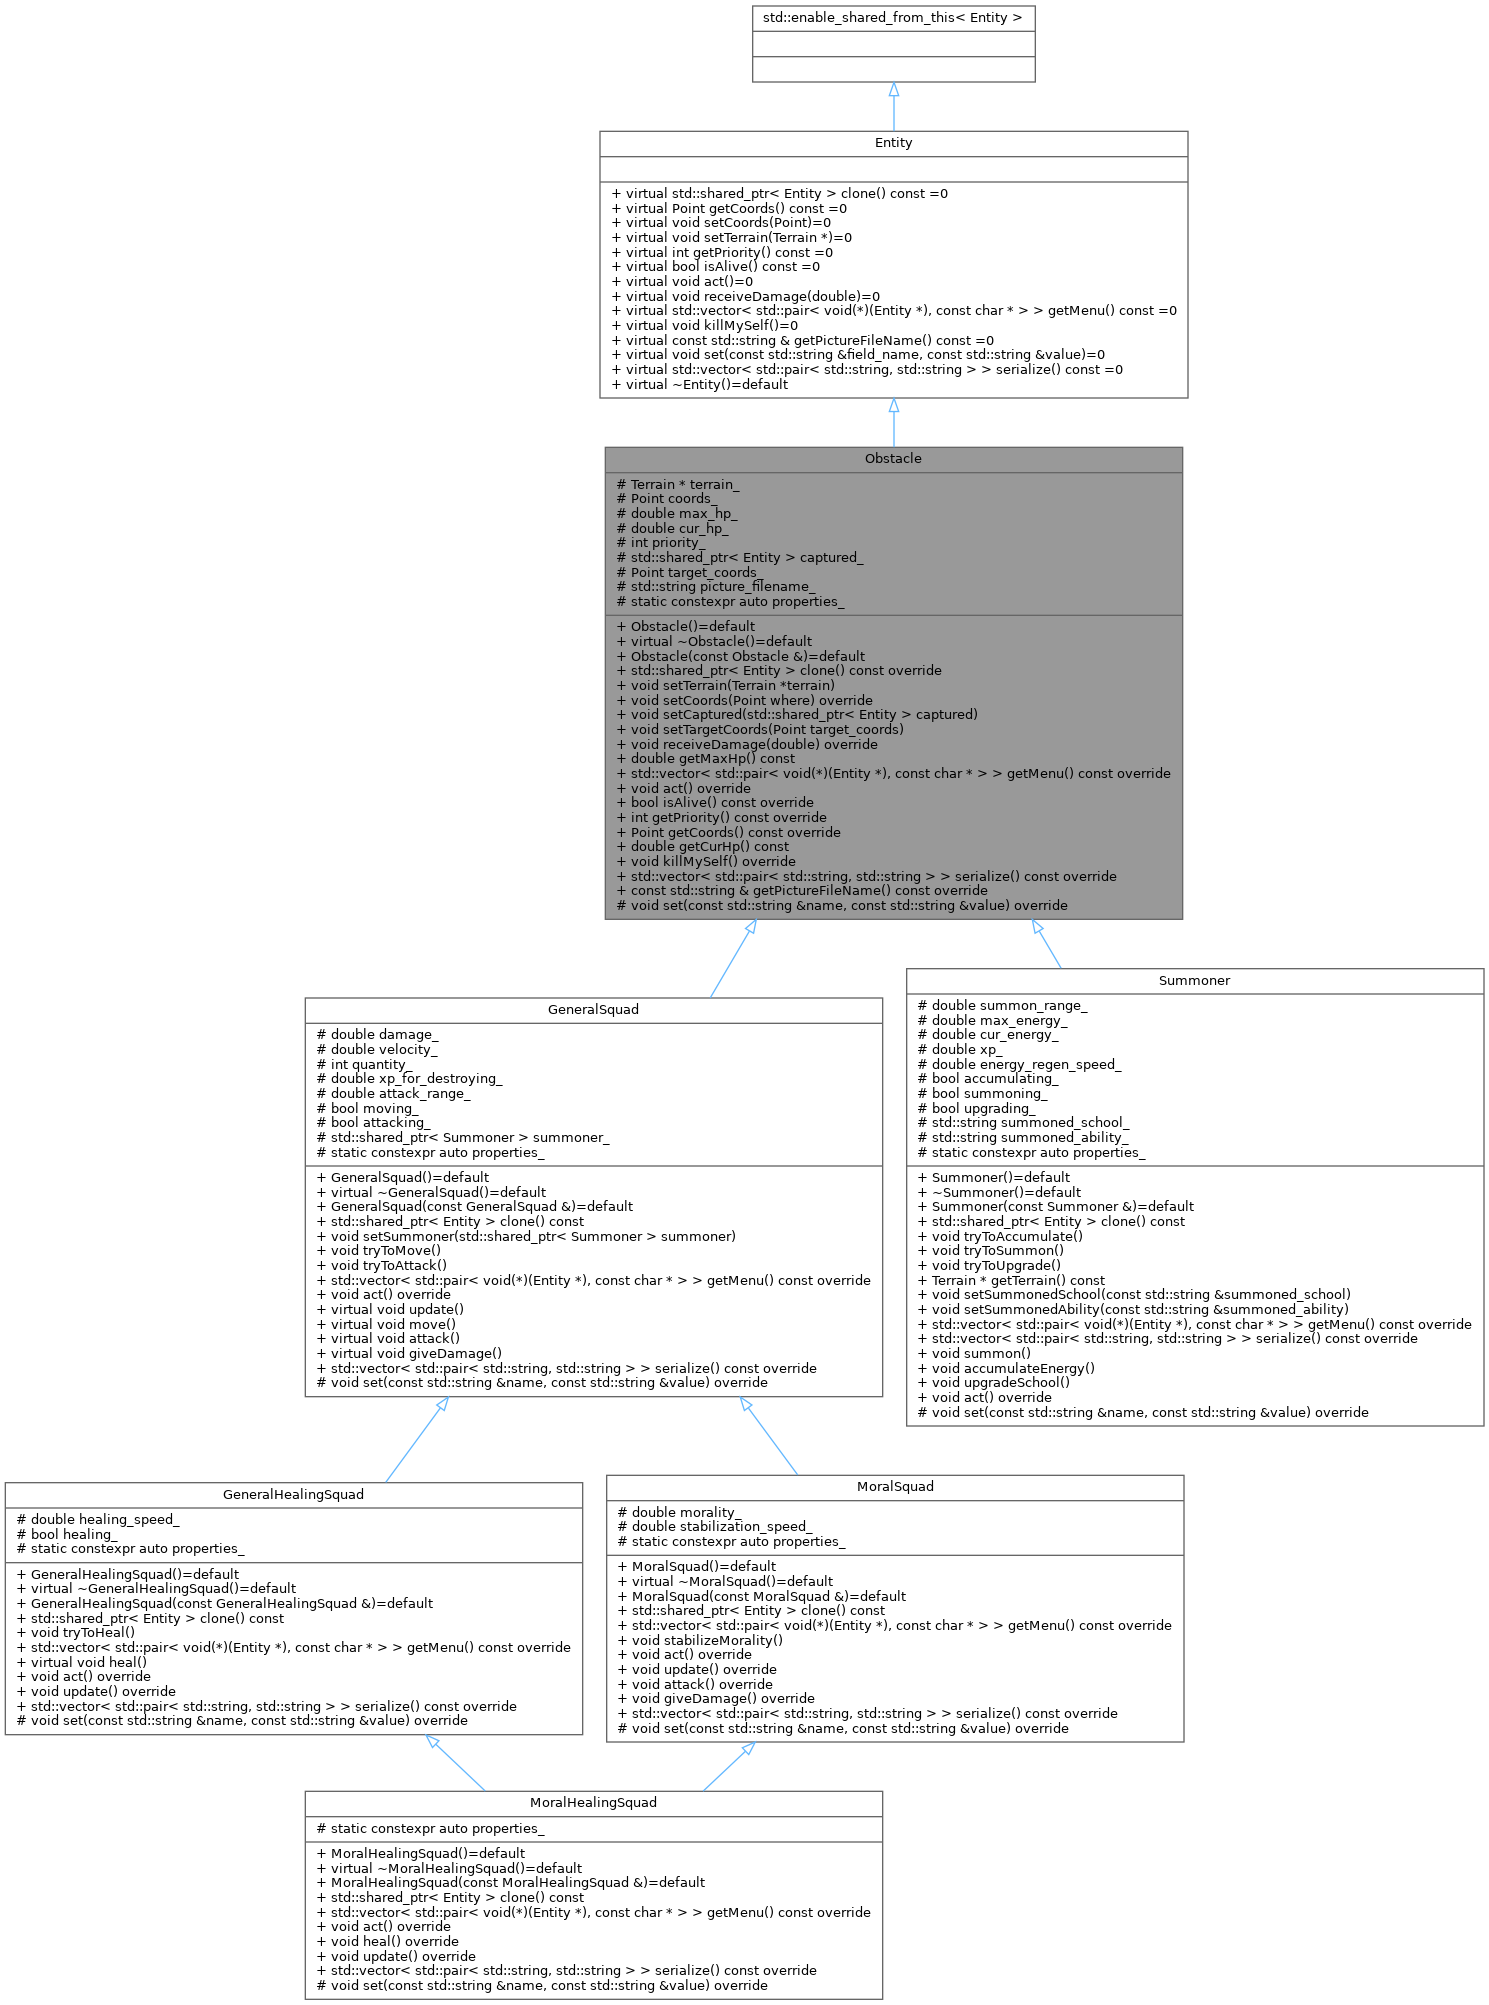 std::enable_shared_from_this< Entity >
Entity
+ virtual std::shared_ptr< Entity > clone() const =0
+ virtual Point getCoords() const =0
+ virtual void setCoords(Point)=0
+ virtual void setTerrain(Terrain *)=0
+ virtual int getPriority() const =0
+ virtual bool isAlive() const =0
+ virtual void act()=0
+ virtual void receiveDamage(double)=0
+ virtual std::vector< std::pair< void(*)(Entity *), const char * > > getMenu() const =0
+ virtual void killMySelf()=0
+ virtual const std::string & getPictureFileName() const =0
+ virtual void set(const std::string &field_name, const std::string &value)=0
+ virtual std::vector< std::pair< std::string, std::string > > serialize() const =0
+ virtual ~Entity()=default
Obstacle
# Terrain * terrain_
# Point coords_
# double max_hp_
# double cur_hp_
# int priority_
# std::shared_ptr< Entity > captured_
# Point target_coords_
# std::string picture_filename_
# static constexpr auto properties_
+ Obstacle()=default
+ virtual ~Obstacle()=default
+ Obstacle(const Obstacle &)=default
+ std::shared_ptr< Entity > clone() const override
+ void setTerrain(Terrain *terrain)
+ void setCoords(Point where) override
+ void setCaptured(std::shared_ptr< Entity > captured)
+ void setTargetCoords(Point target_coords)
+ void receiveDamage(double) override
+ double getMaxHp() const
+ std::vector< std::pair< void(*)(Entity *), const char * > > getMenu() const override
+ void act() override
+ bool isAlive() const override
+ int getPriority() const override
+ Point getCoords() const override
+ double getCurHp() const
+ void killMySelf() override
+ std::vector< std::pair< std::string, std::string > > serialize() const override
+ const std::string & getPictureFileName() const override
# void set(const std::string &name, const std::string &value) override
GeneralSquad
# double damage_
# double velocity_
# int quantity_
# double xp_for_destroying_
# double attack_range_
# bool moving_
# bool attacking_
# std::shared_ptr< Summoner > summoner_
# static constexpr auto properties_
+ GeneralSquad()=default
+ virtual ~GeneralSquad()=default
+ GeneralSquad(const GeneralSquad &)=default
+ std::shared_ptr< Entity > clone() const
+ void setSummoner(std::shared_ptr< Summoner > summoner)
+ void tryToMove()
+ void tryToAttack()
+ std::vector< std::pair< void(*)(Entity *), const char * > > getMenu() const override
+ void act() override
+ virtual void update()
+ virtual void move()
+ virtual void attack()
+ virtual void giveDamage()
+ std::vector< std::pair< std::string, std::string > > serialize() const override
# void set(const std::string &name, const std::string &value) override
Summoner
# double summon_range_
# double max_energy_
# double cur_energy_
# double xp_
# double energy_regen_speed_
# bool accumulating_
# bool summoning_
# bool upgrading_
# std::string summoned_school_
# std::string summoned_ability_
# static constexpr auto properties_
+ Summoner()=default
+ ~Summoner()=default
+ Summoner(const Summoner &)=default
+ std::shared_ptr< Entity > clone() const
+ void tryToAccumulate()
+ void tryToSummon()
+ void tryToUpgrade()
+ Terrain * getTerrain() const
+ void setSummonedSchool(const std::string &summoned_school)
+ void setSummonedAbility(const std::string &summoned_ability)
+ std::vector< std::pair< void(*)(Entity *), const char * > > getMenu() const override
+ std::vector< std::pair< std::string, std::string > > serialize() const override
+ void summon()
+ void accumulateEnergy()
+ void upgradeSchool()
+ void act() override
# void set(const std::string &name, const std::string &value) override
GeneralHealingSquad
# double healing_speed_
# bool healing_
# static constexpr auto properties_
+ GeneralHealingSquad()=default
+ virtual ~GeneralHealingSquad()=default
+ GeneralHealingSquad(const GeneralHealingSquad &)=default
+ std::shared_ptr< Entity > clone() const
+ void tryToHeal()
+ std::vector< std::pair< void(*)(Entity *), const char * > > getMenu() const override
+ virtual void heal()
+ void act() override
+ void update() override
+ std::vector< std::pair< std::string, std::string > > serialize() const override
# void set(const std::string &name, const std::string &value) override
MoralSquad
# double morality_
# double stabilization_speed_
# static constexpr auto properties_
+ MoralSquad()=default
+ virtual ~MoralSquad()=default
+ MoralSquad(const MoralSquad &)=default
+ std::shared_ptr< Entity > clone() const
+ std::vector< std::pair< void(*)(Entity *), const char * > > getMenu() const override
+ void stabilizeMorality()
+ void act() override
+ void update() override
+ void attack() override
+ void giveDamage() override
+ std::vector< std::pair< std::string, std::string > > serialize() const override
# void set(const std::string &name, const std::string &value) override
MoralHealingSquad
# static constexpr auto properties_
+ MoralHealingSquad()=default
+ virtual ~MoralHealingSquad()=default
+ MoralHealingSquad(const MoralHealingSquad &)=default
+ std::shared_ptr< Entity > clone() const
+ std::vector< std::pair< void(*)(Entity *), const char * > > getMenu() const override
+ void act() override
+ void heal() override
+ void update() override
+ std::vector< std::pair< std::string, std::string > > serialize() const override
# void set(const std::string &name, const std::string &value) override